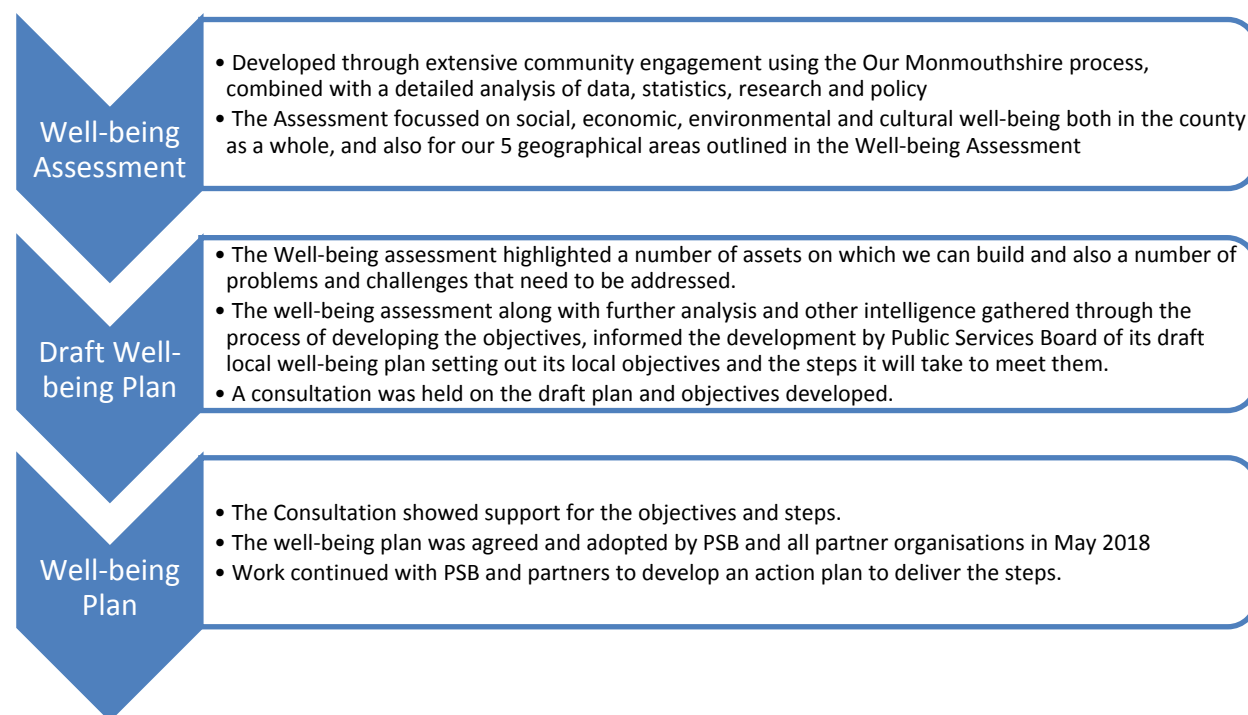 Well-being
Assessment
• Developed through extensive community engagement using the Our Monmouthshire process,
combined with a detailed analysis of data, statistics, research and policy
• The Assessment focussed on social, economic, environmental and cultural well-being both in the county
as a whole, and also for our 5 geographical areas outlined in the Well-being Assessment
Draft Well-
being Plan
• The Well-being assessment highlighted a number of assets on which we can build and also a number of
problems and challenges that need to be addressed.
• The well-being assessment along with further analysis and other intelligence gathered through the
process of developing the objectives, informed the development by Public Services Board of its draft
local well-being plan setting out its local objectives and the steps it will take to meet them.
• A consultation was held on the draft plan and objectives developed.
Well-being
Plan
• The Consultation showed support for the objectives and steps.
• The well-being plan was agreed and adopted by PSB and all partner organisations in May 2018
• Work continued with PSB and partners to develop an action plan to deliver the steps.